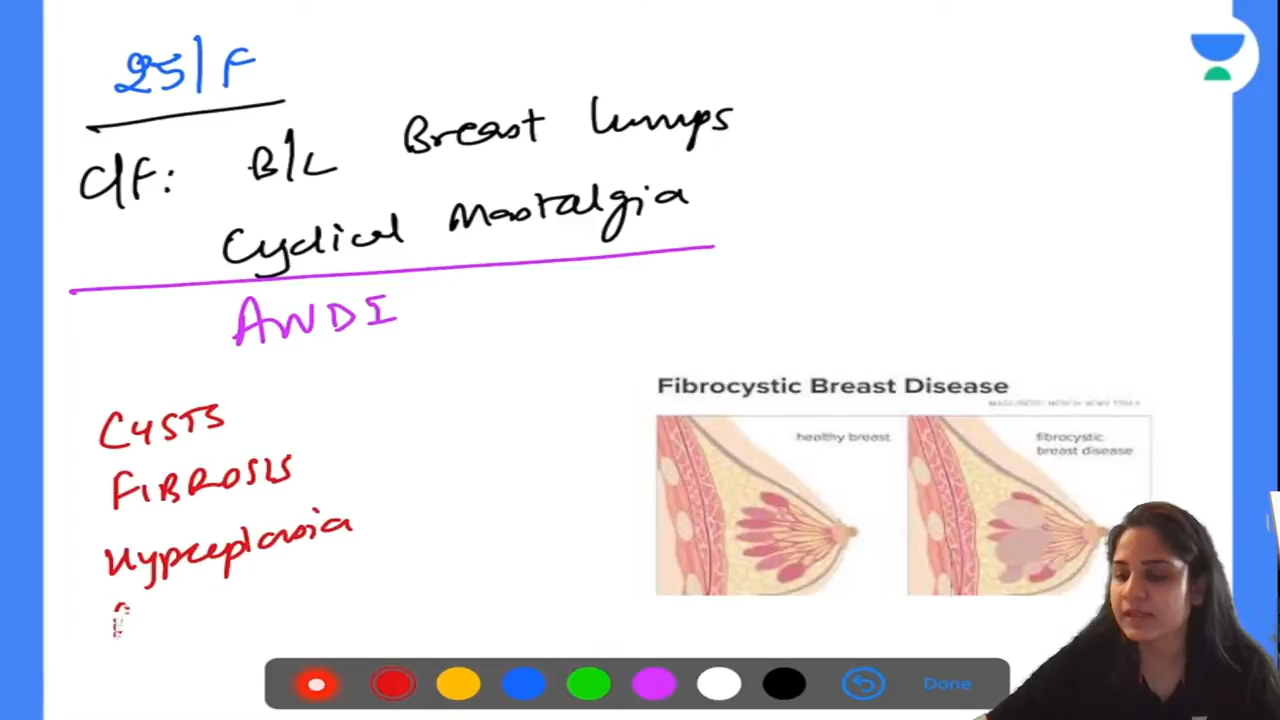 25/F
C/F: B/L Breast lumps
Cyclical Mastalgia
ANDI
CYSTS
FIBROSIS
Hyperplasia
Fibrocystic Breast Disease
healthy breast
fibrocystic
breast disease
Done